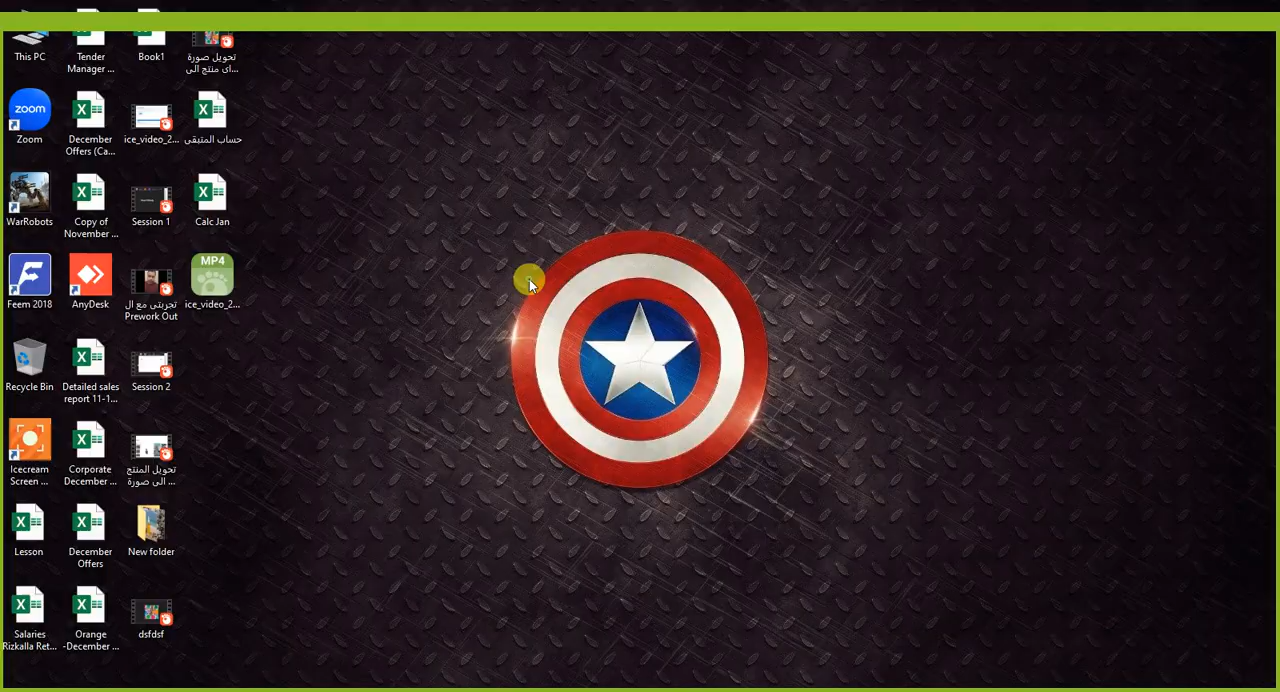 This PC
Tender
Manager ...
Book1
تحويل صورة
اى منتج الى...
zoom
Zoom
December
Offers (Ca...
ice_video_2...
حساب المتبقى
WarRobots
Copy of
November ...
Session 1
Calc Jan
Feem 2018
AnyDesk
تجربتى مع ال
Prework Out
MP4
ice_video_2...
Recycle Bin
Detailed sales
report 11-1...
Session 2
Icecream
Screen ...
Corporate
December ...
تحويل المنتج
الى صورة ...
Lesson
December
Offers
New folder
Salaries
Rizkalla Ret...
Orange
-December ...
dsfdsf